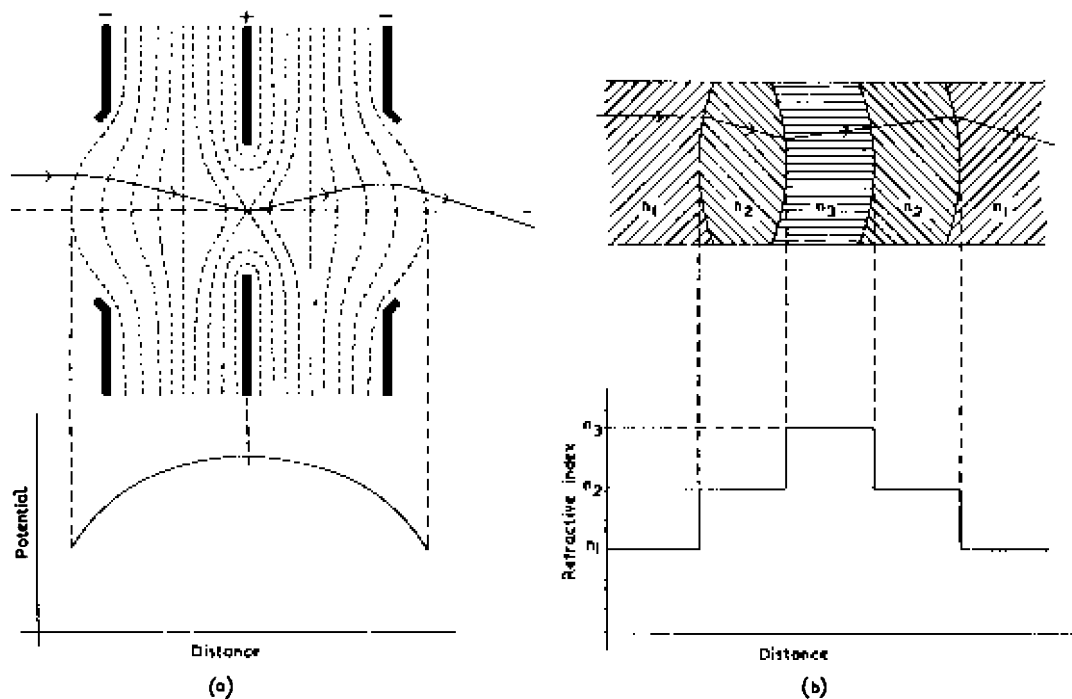 − + −
Potential
Distance
(a)
n1 n2 n3 n2 n1
n3
n2
n1
Refractive index
Distance
(b)